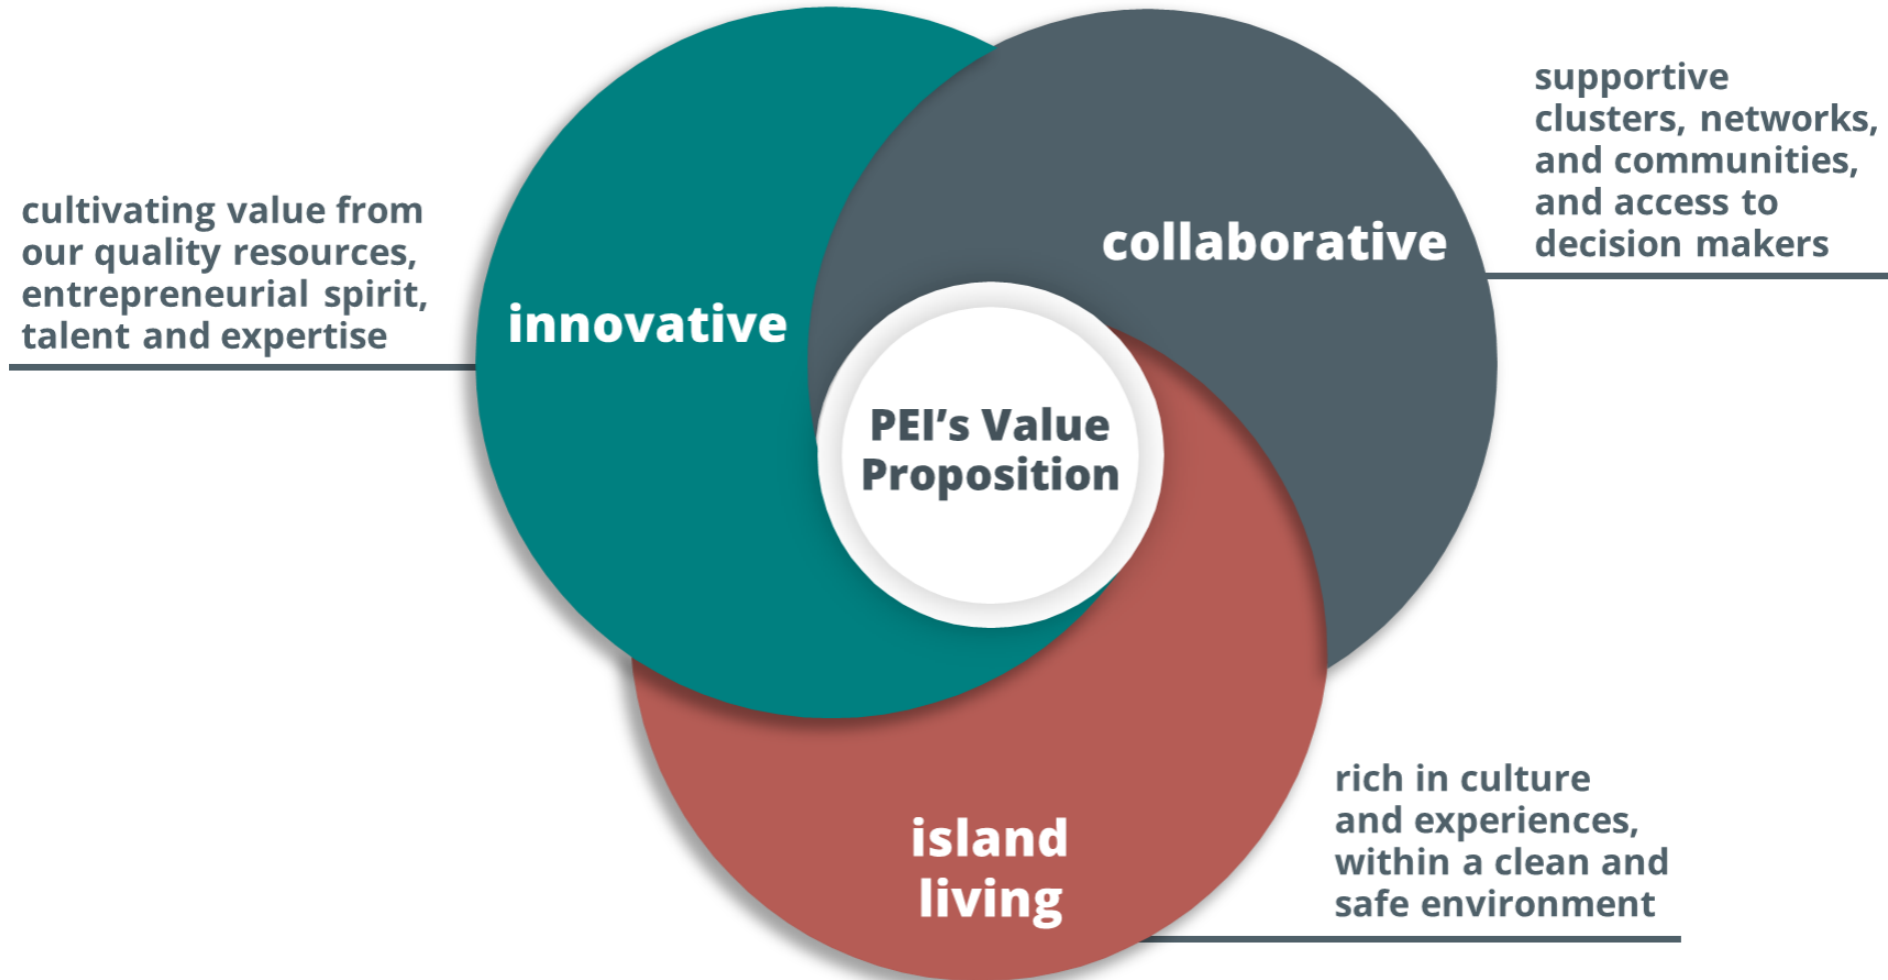 cultivating value from
our quality resources,
entrepreneurial spirit,
talent and expertise
innovative
supportive
clusters, networks,
and communities,
and access to
decision makers
collaborative
PEI’s Value
Proposition
island
living
rich in culture
and experiences,
within a clean and
safe environment